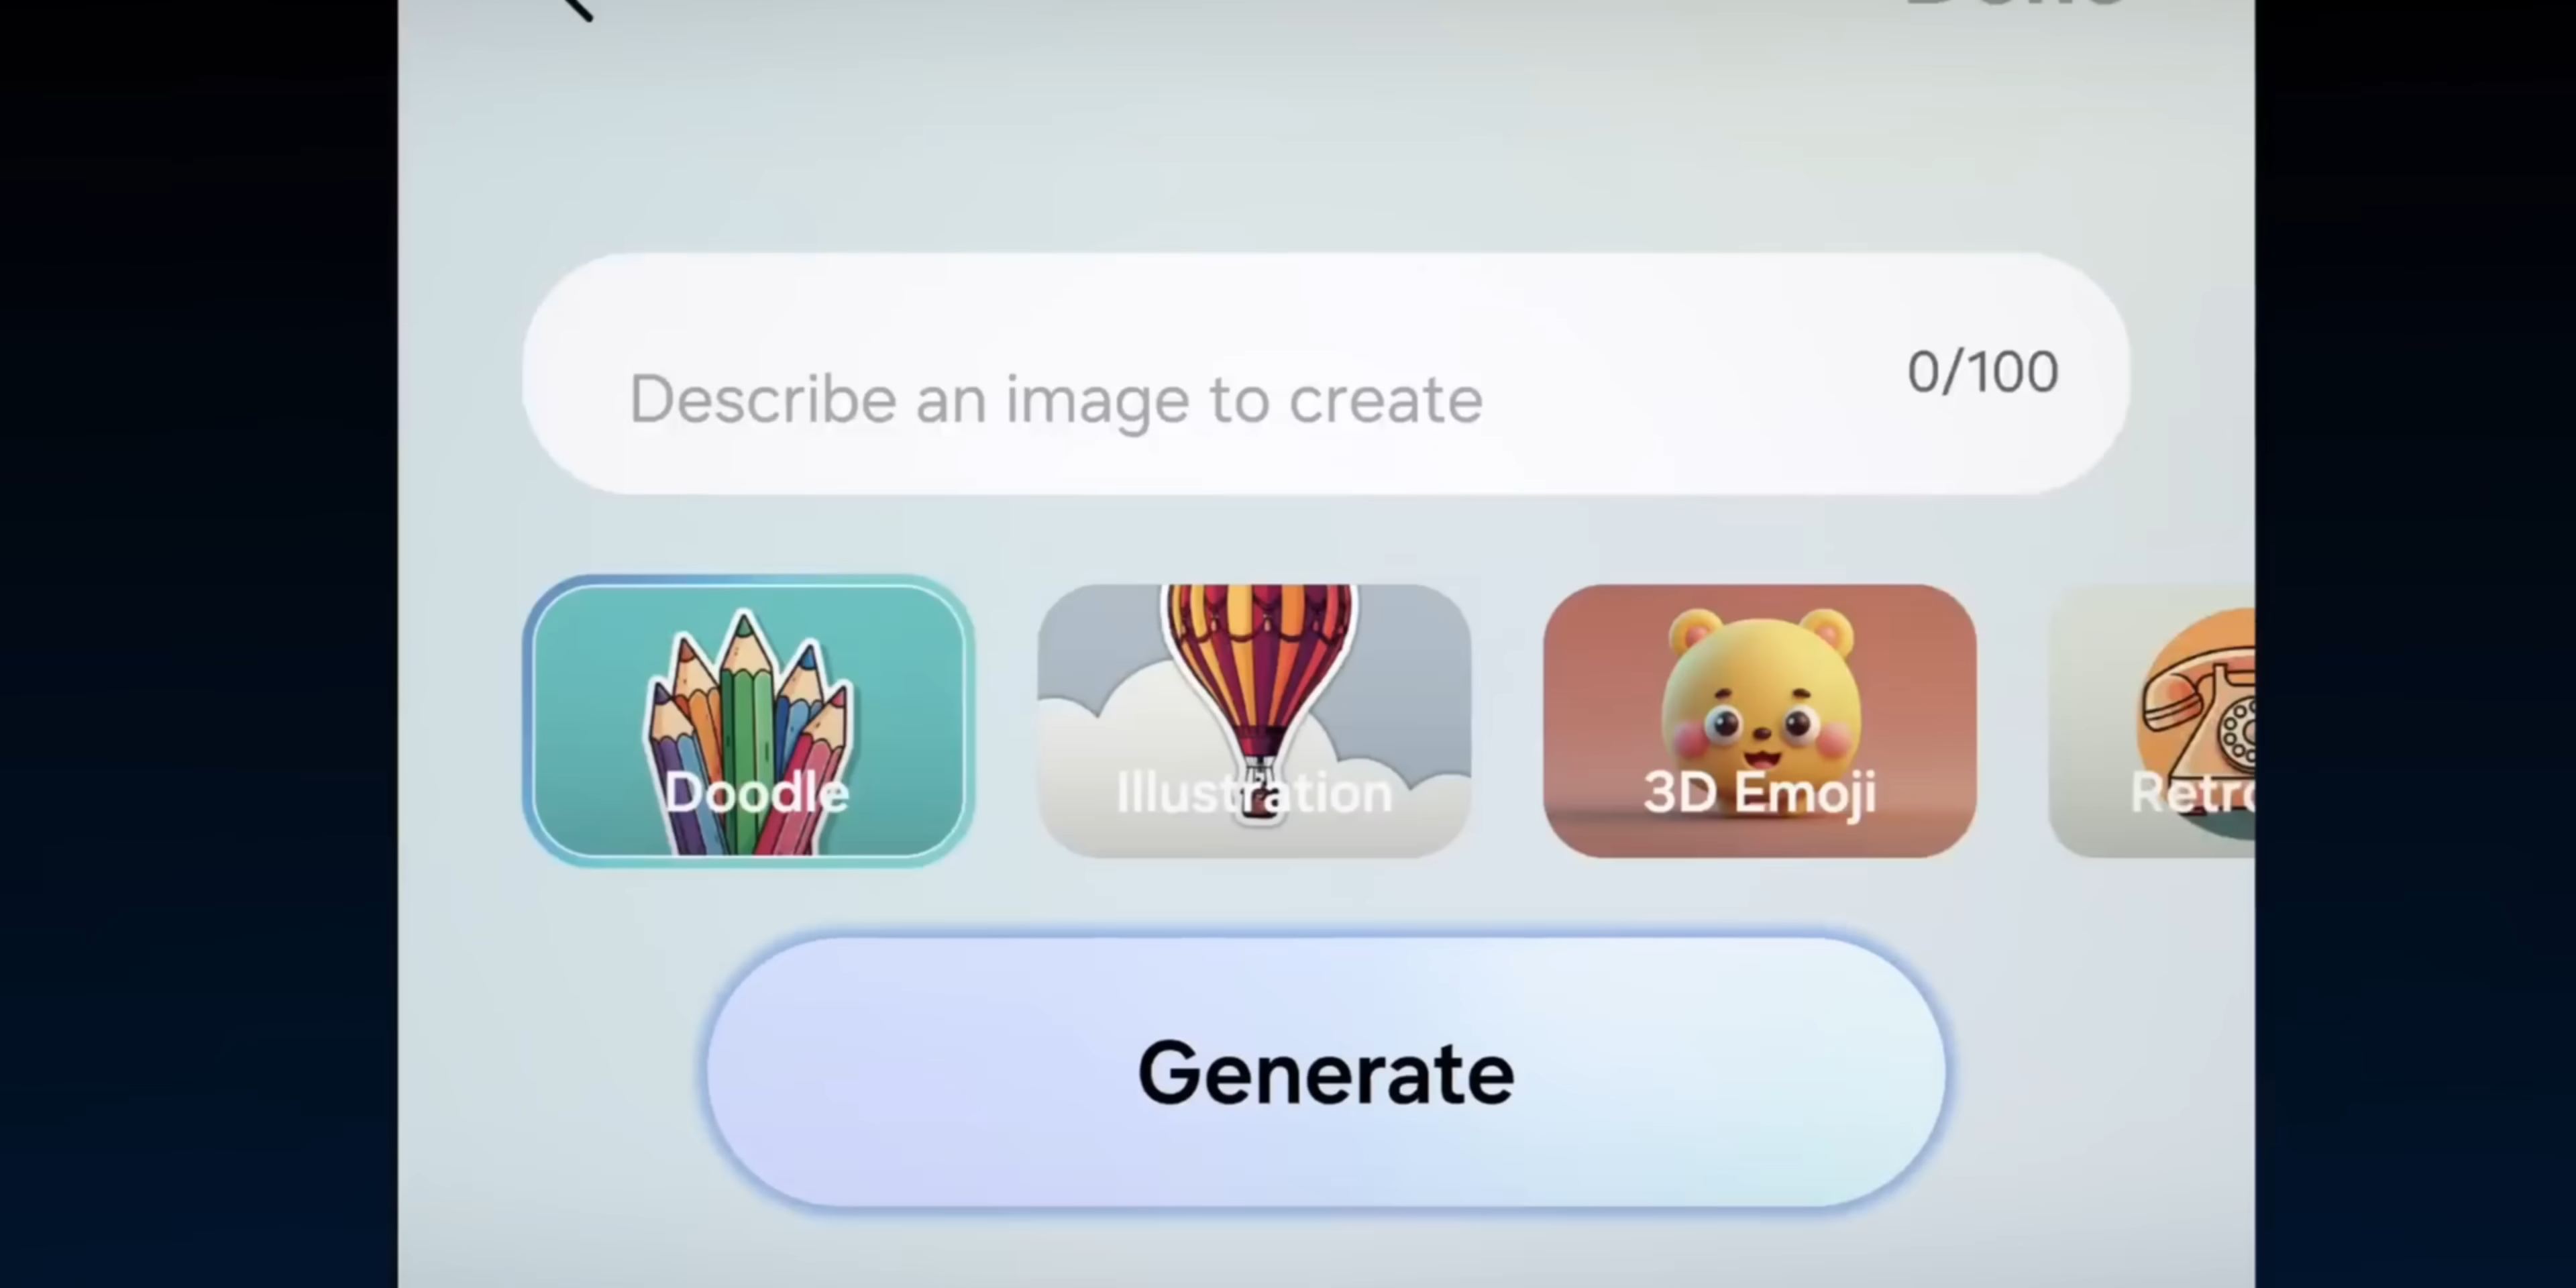 Describe an image to create
0/100
Doodle
Illustration
3D Emoji
Generate